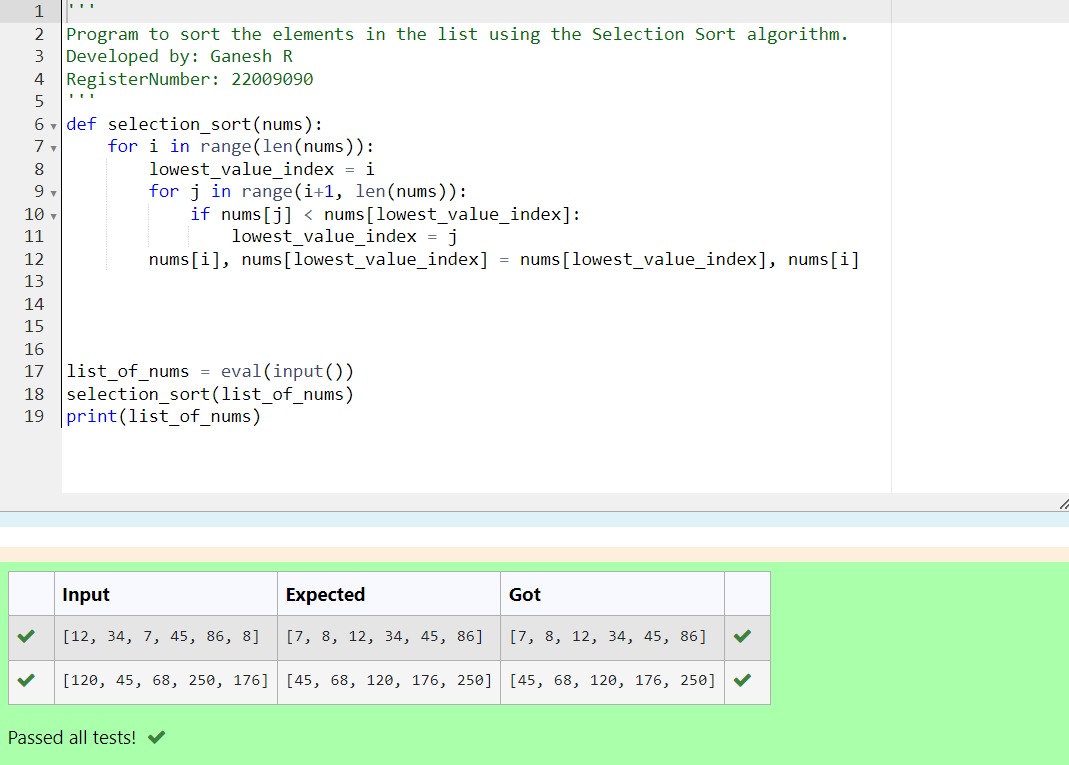 1 '''
2 Program to sort the elements in the list using the Selection Sort algorithm.
3 Developed by: Ganesh R
4 RegisterNumber: 22009090
5 '''
6 def selection_sort(nums):
7     for i in range(len(nums)):
8         lowest_value_index = i
9         for j in range(i+1, len(nums)):
10             if nums[j] < nums[lowest_value_index]:
11                 lowest_value_index = j
12         nums[i], nums[lowest_value_index] = nums[lowest_value_index], nums[i]
13
14
15
16
17 list_of_nums = eval(input())
18 selection_sort(list_of_nums)
19 print(list_of_nums)
Input Expected Got
[12, 34, 7, 45, 86, 8] [7, 8, 12, 34, 45, 86] [7, 8, 12, 34, 45, 86]
[120, 45, 68, 250, 176] [45, 68, 120, 176, 250] [45, 68, 120, 176, 250]
Passed all tests!